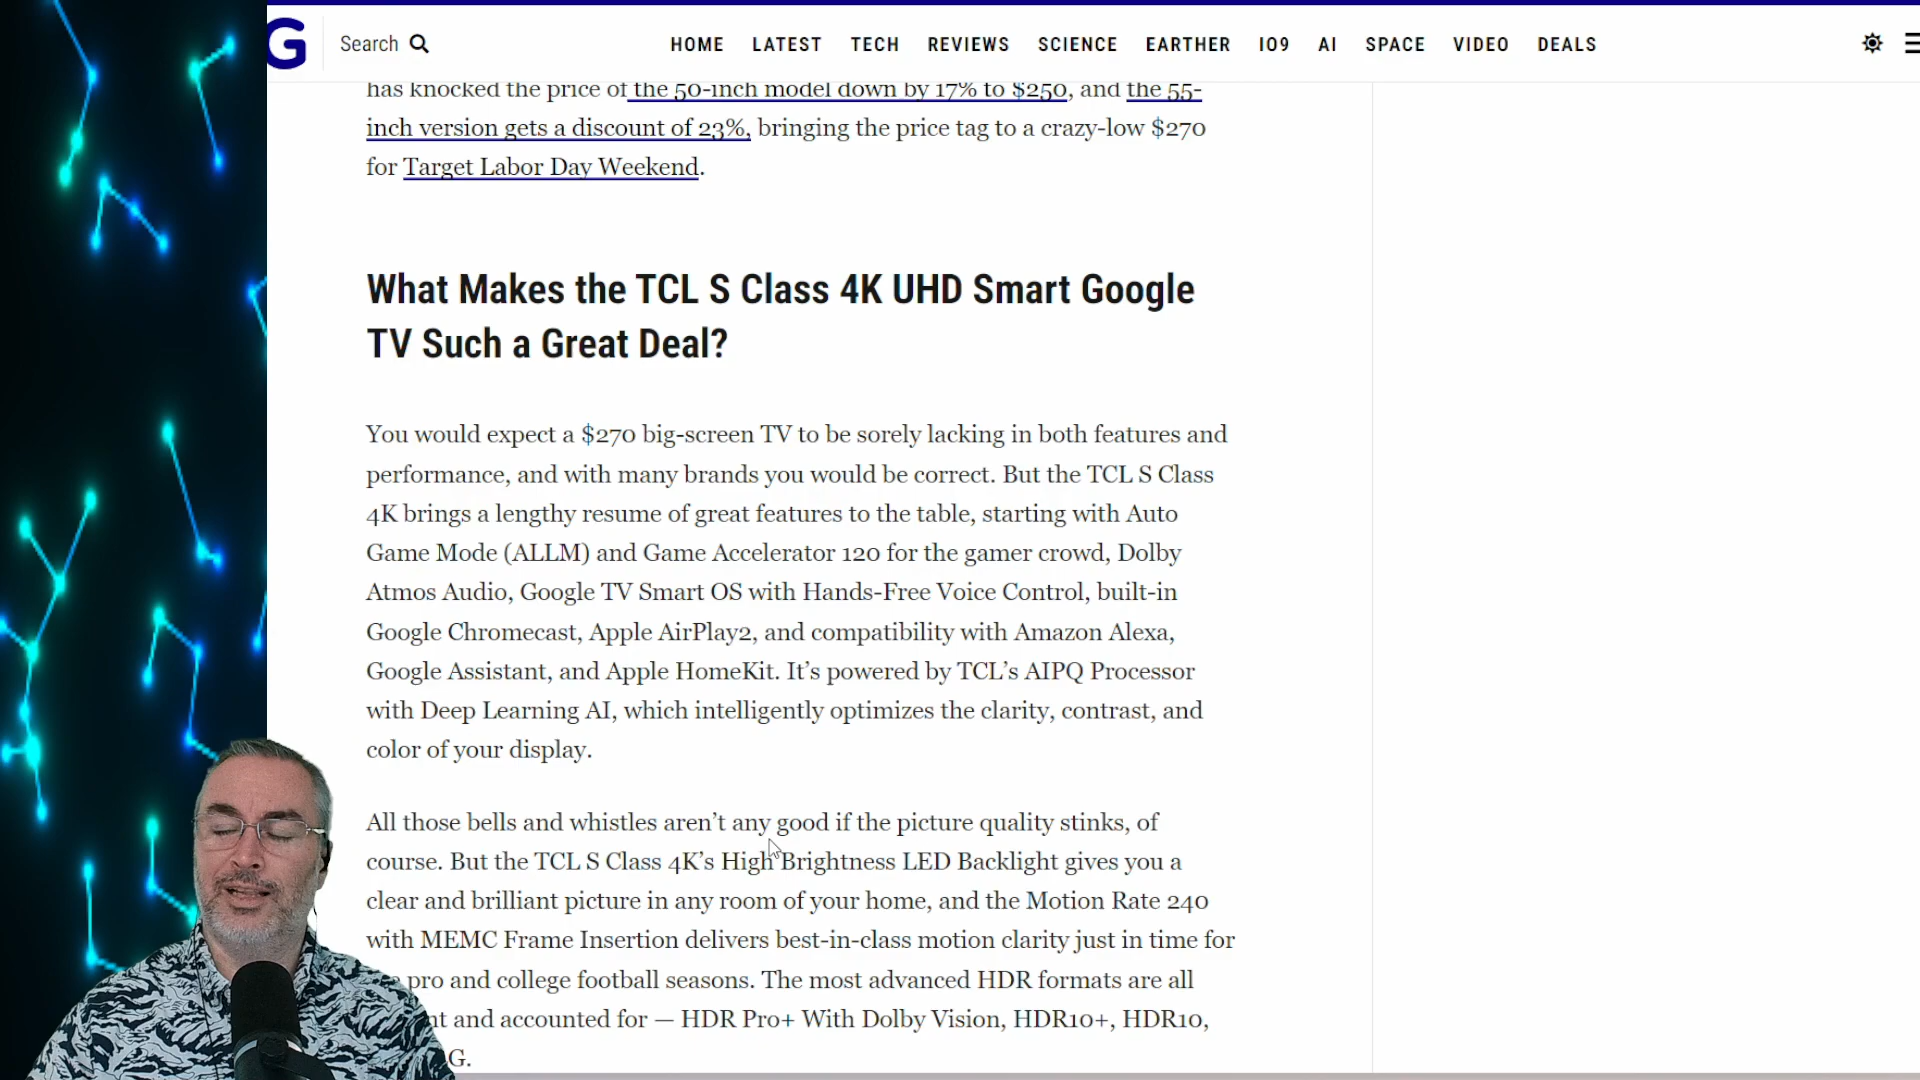 G
Search
HOME LATEST TECH REVIEWS SCIENCE EARTHER IO9 AI SPACE VIDEO DEALS
has knocked the price of the 50-inch model down by 17% to $250, and the 55-
inch version gets a discount of 23%, bringing the price tag to a crazy-low $270
for Target Labor Day Weekend.
What Makes the TCL S Class 4K UHD Smart Google
TV Such a Great Deal?
You would expect a $270 big-screen TV to be sorely lacking in both features and
performance, and with many brands you would be correct. But the TCL S Class
4K brings a lengthy resume of great features to the table, starting with Auto
Game Mode (ALLM) and Game Accelerator 120 for the gamer crowd, Dolby
Atmos Audio, Google TV Smart OS with Hands-Free Voice Control, built-in
Google Chromecast, Apple AirPlay2, and compatibility with Amazon Alexa,
Google Assistant, and Apple HomeKit. It's powered by TCL's AIPQ Processor
with Deep Learning AI, which intelligently optimizes the clarity, contrast, and
color of your display.
All those bells and whistles aren't any good if the picture quality stinks, of
course. But the TCL S Class 4K's High Brightness LED Backlight gives you a
clear and brilliant picture in any room of your home, and the Motion Rate 240
with MEMC Frame Insertion delivers best-in-class motion clarity just in time for
pro and college football seasons. The most advanced HDR formats are all
nt and accounted for — HDR Pro+ With Dolby Vision, HDR10+, HDR10,
G.